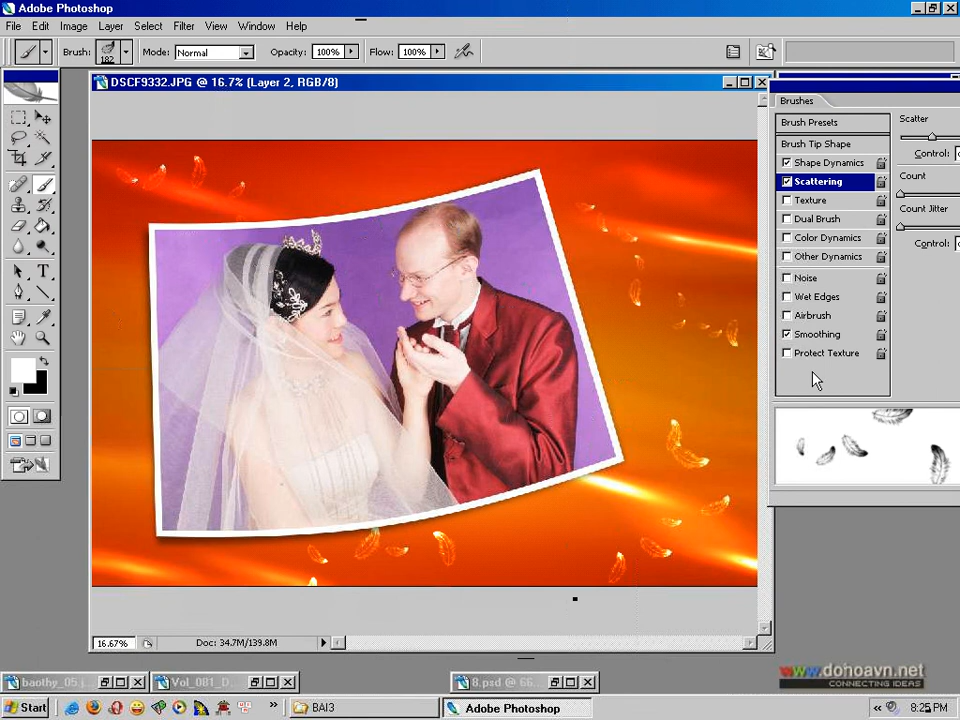 Adobe Photoshop
File Edit Image Layer Select Filter View Window Help
Brush: 182 Mode: Normal Opacity: 100% Flow: 100%
DSCF9332.JPG @ 16.7% (Layer 2, RGB/8)
Brushes
Brush Presets
Brush Tip Shape
Shape Dynamics
Scattering
Texture
Dual Brush
Color Dynamics
Other Dynamics
Noise
Wet Edges
Airbrush
Smoothing
Protect Texture
Scatter
Control:
Count
Count Jitter
Control:
16.67% Doc: 34.7M/139.8M
baothy_05.j Vol_081_D 8.psd @ 66
www.dohoavn.net
CONNECTING IDEAS
Start BAI3 Adobe Photoshop 8:25 PM